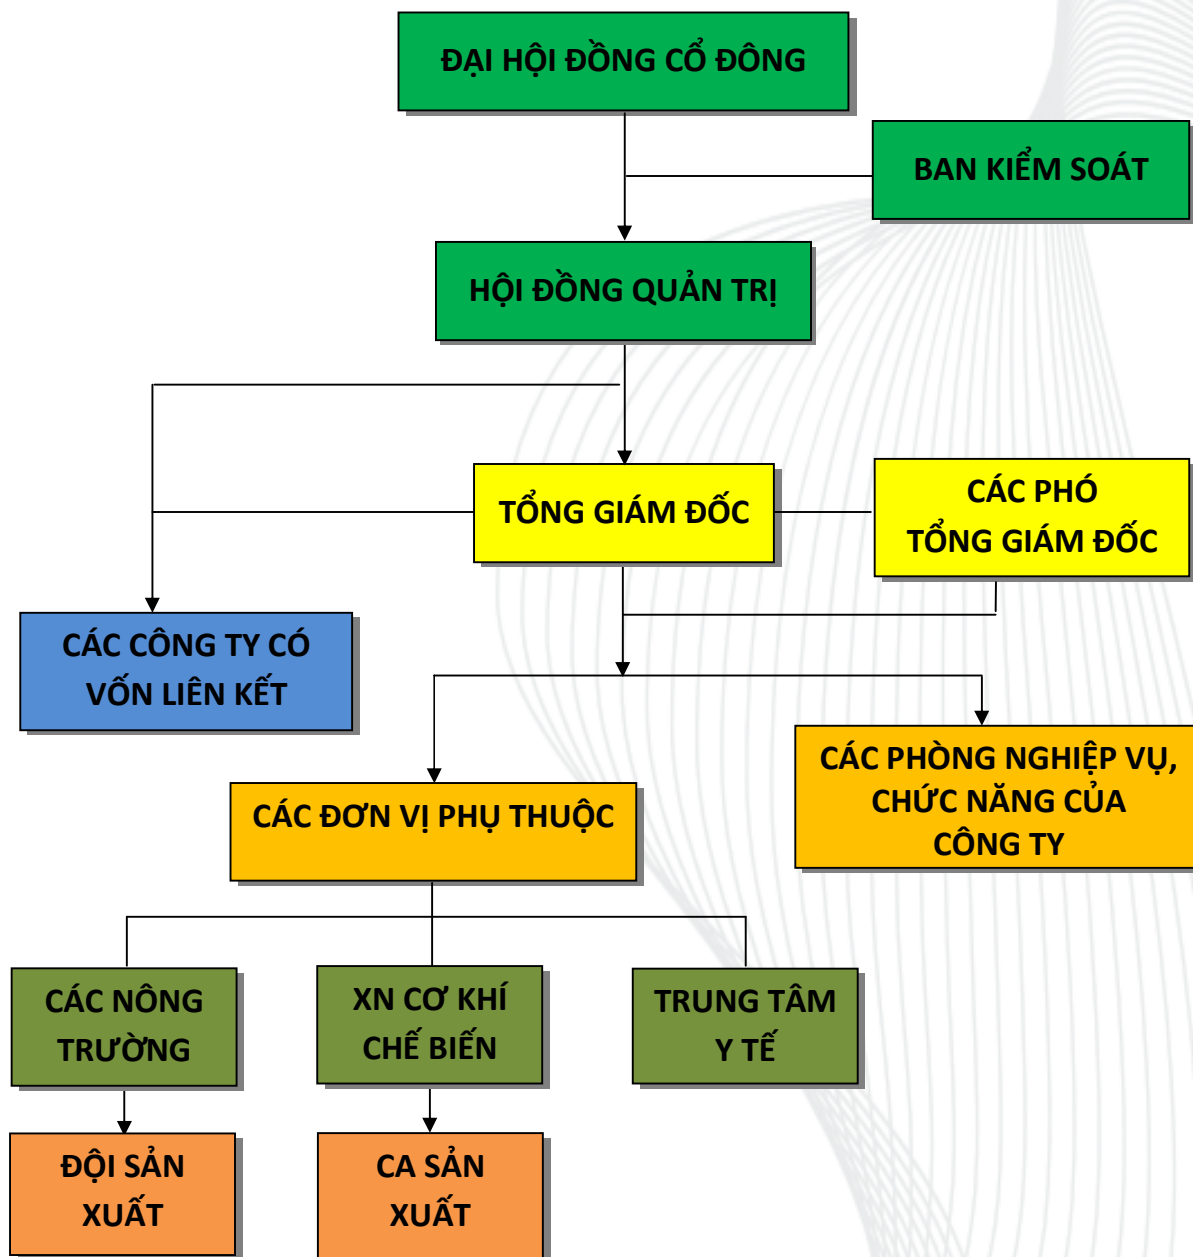 ĐẠI HỘI ĐỒNG CỔ ĐÔNG
BAN KIỂM SOÁT
HỘI ĐỒNG QUẢN TRỊ
TỔNG GIÁM ĐỐC
CÁC PHÓ
TỔNG GIÁM ĐỐC
CÁC CÔNG TY CÓ
VỐN LIÊN KẾT
CÁC PHÒNG NGHIỆP VỤ,
CHỨC NĂNG CỦA
CÔNG TY
CÁC ĐƠN VỊ PHỤ THUỘC
CÁC NÔNG
TRƯỜNG
XN CƠ KHÍ
CHẾ BIẾN
TRUNG TÂM
Y TẾ
ĐỘI SẢN
XUẤT
CA SẢN
XUẤT